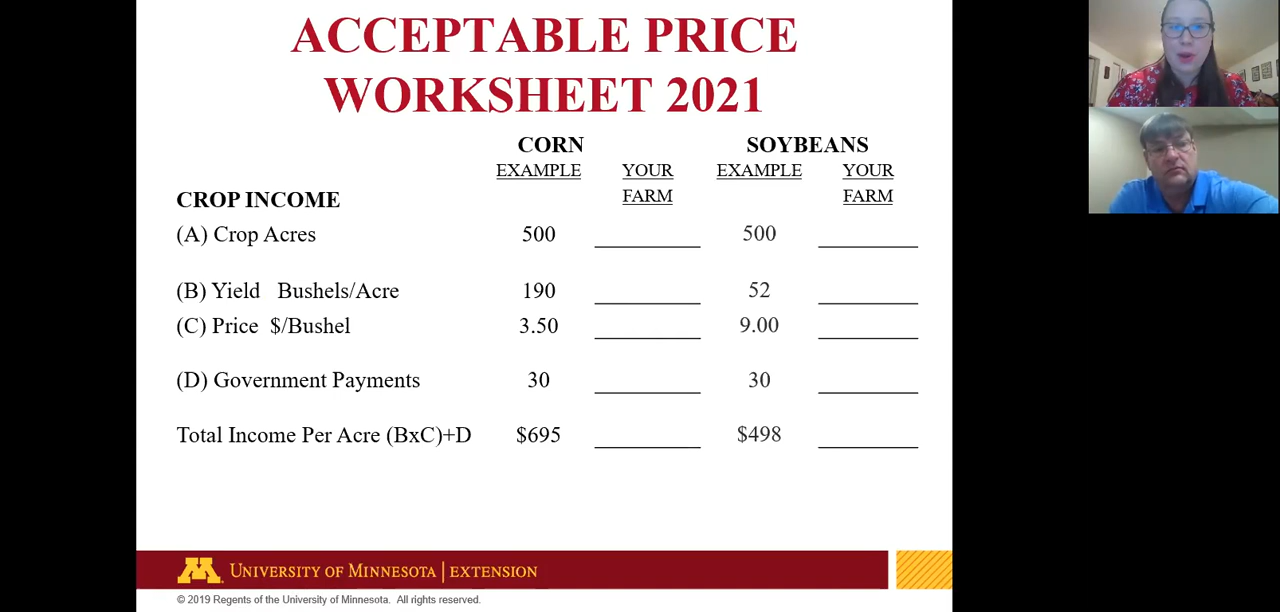 ACCEPTABLE PRICE
WORKSHEET 2021
CORN SOYBEANS
EXAMPLE YOUR FARM EXAMPLE YOUR FARM
CROP INCOME
(A) Crop Acres 500 500
(B) Yield Bushels/Acre 190 52
(C) Price $/Bushel 3.50 9.00
(D) Government Payments 30 30
Total Income Per Acre (BxC)+D $695 $498
M UNIVERSITY OF MINNESOTA | EXTENSION
© 2019 Regents of the University of Minnesota. All rights reserved.